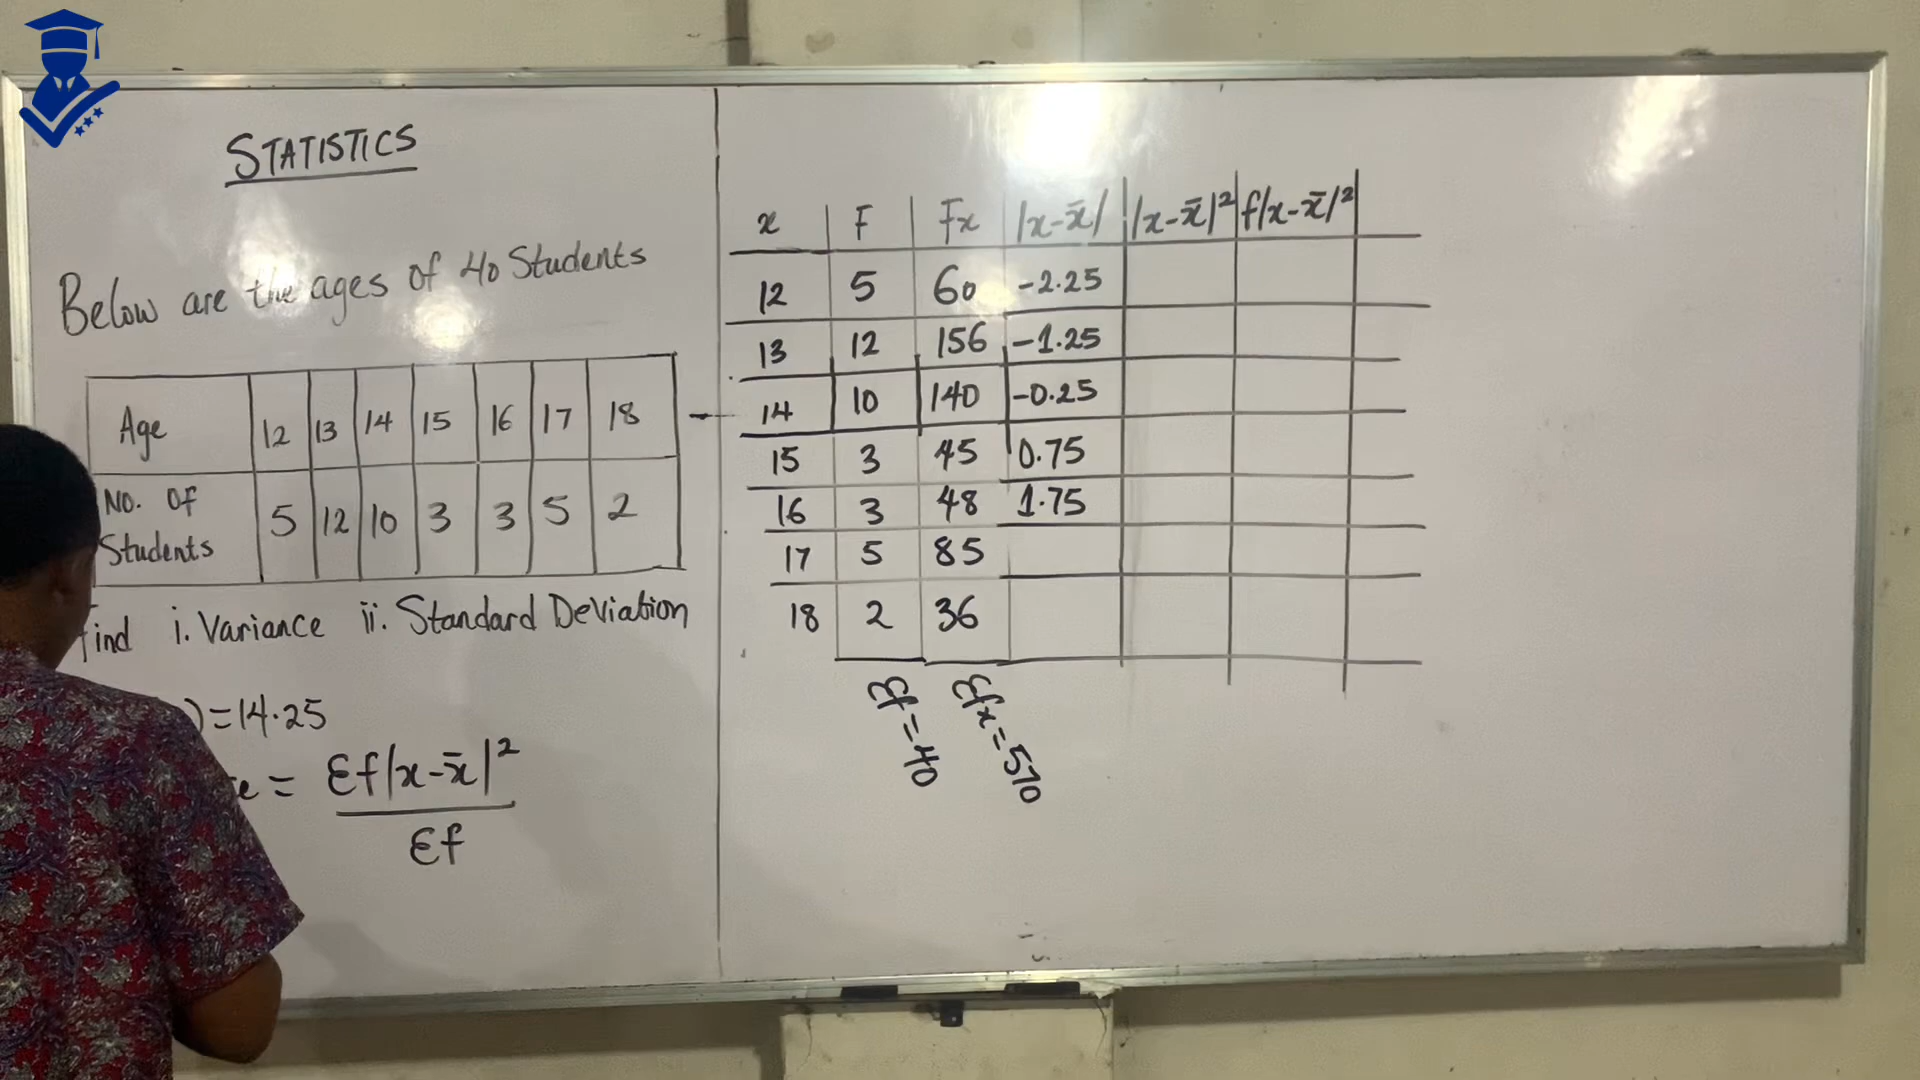 STATISTICS
Below are the ages of 40 Students
Age 12 13 14 15 16 17 18
No. Of Students 5 12 10 3 3 5 2
Find i. Variance ii. Standard Deviation
)=14.25
e = Ɛf|x-x̄|²
Ɛf
x F Fx |x-x̄| |x-x̄|² f|x-x̄|²
12 5 60 -2.25
13 12 156 -1.25
14 10 140 -0.25
15 3 45 0.75
16 3 48 1.75
17 5 85
18 2 36
Ɛf=40
Ɛfx=570